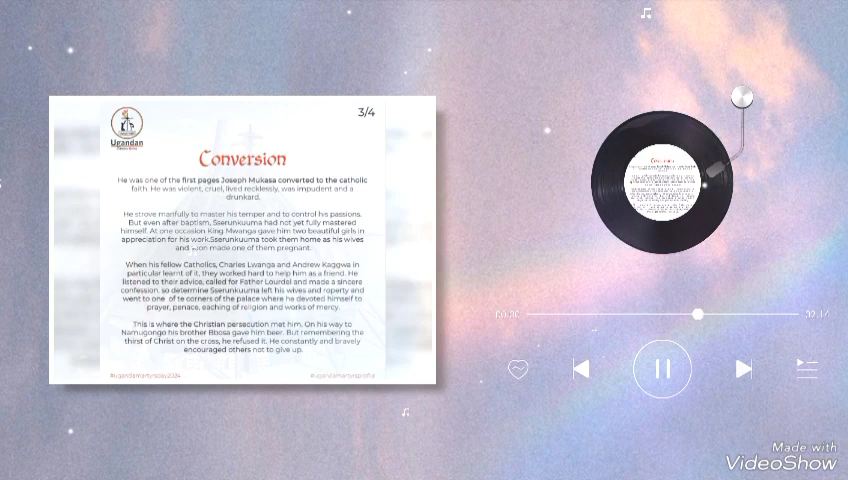 3/4
Ugandan
Conversion
He was one of the first pages Joseph Mukasa converted to the catholic
faith. He was violent, cruel, lived recklessly, was impudent and a
drunkard.
He strove manfully to master his temper and to control his passions.
But even after baptism, Sserunkuuma had not yet fully mastered
himself. At one occasion King Mwanga gave him two beautiful girls in
appreciation for his work.Sserunkuuma took them home as his wives
and soon made one of them pregnant.
When his fellow Catholics, Charles Lwanga and Andrew Kaggwa in
particular learnt of it, they worked hard to help him as a friend. He
listened to their advice, called for Father Lourdel and made a sincere
confession. so determine Sserunkuuma left his wives and roperty and
went to one of te corners of the palace where he devoted himself to
prayer, penace, eaching of religion and works of mercy.
This is where the Christian persecution met him. On his way to
Namugongo his brother Bbosa gave him beer. But remembering the
thirst of Christ on the cross, he refused it. He constantly and bravely
encouraged others not to give up.
#ugandamartyrsday2024
#ugandamartyrsprofile
Conversion
00:00
02:14
Made with
VideoShow